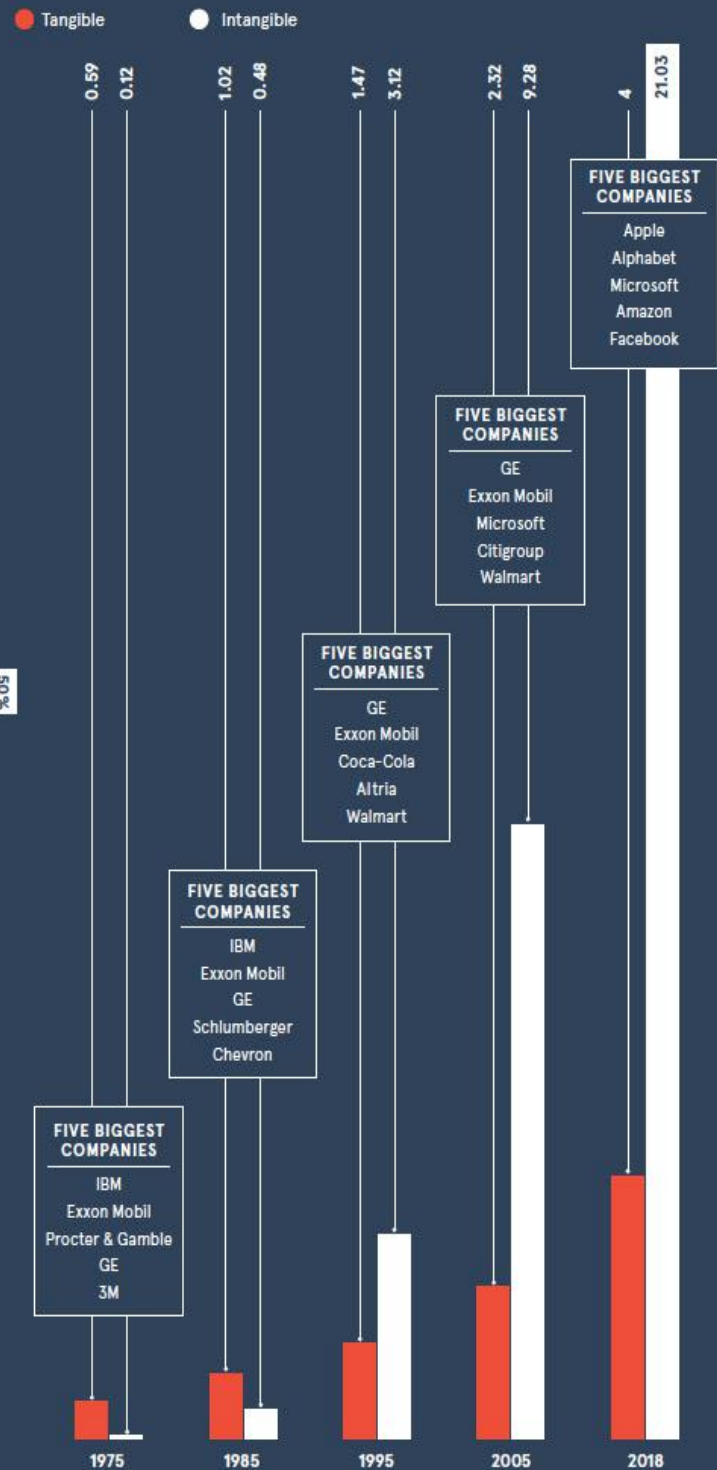 Tangible
Intangible
0.59
0.12
1.02
0.48
1.47
3.12
2.32
9.28
4
21.03
FIVE BIGGEST
COMPANIES
Apple
Alphabet
Microsoft
Amazon
Facebook
FIVE BIGGEST
COMPANIES
GE
Exxon Mobil
Microsoft
Citigroup
Walmart
50%
FIVE BIGGEST
COMPANIES
GE
Exxon Mobil
Coca-Cola
Altria
Walmart
FIVE BIGGEST
COMPANIES
IBM
Exxon Mobil
GE
Schlumberger
Chevron
FIVE BIGGEST
COMPANIES
IBM
Exxon Mobil
Procter & Gamble
GE
3M
1975
1985
1995
2005
2018